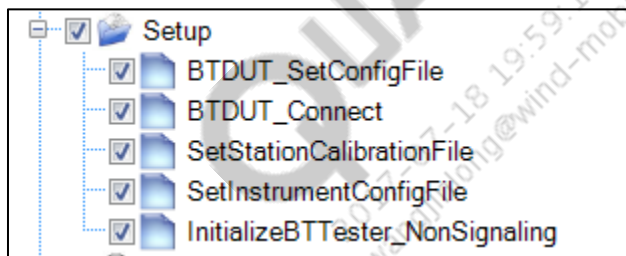 Setup
BTDUT_SetConfigFile
BTDUT_Connect
SetStationCalibrationFile
SetInstrumentConfigFile
InitializeBTTester_NonSignaling